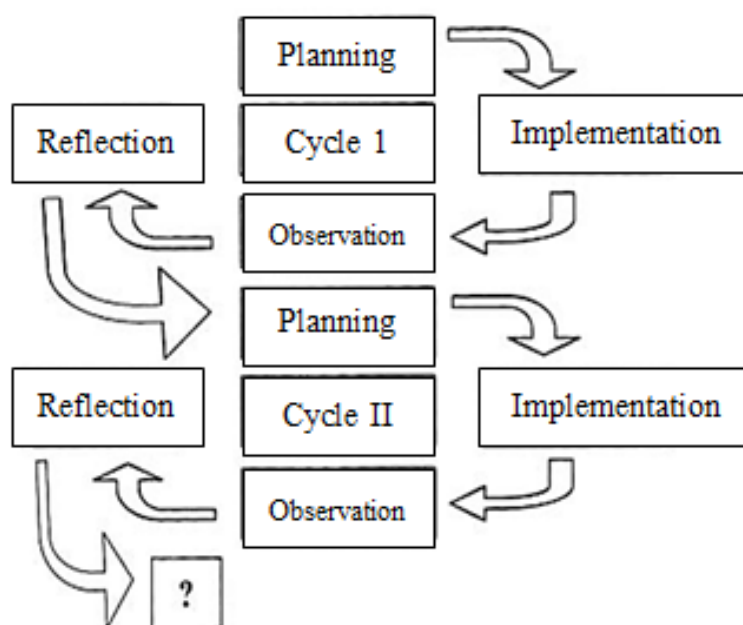 Planning
Reflection
Cycle 1
Implementation
Observation
Planning
Reflection
Cycle II
Implementation
Observation
?